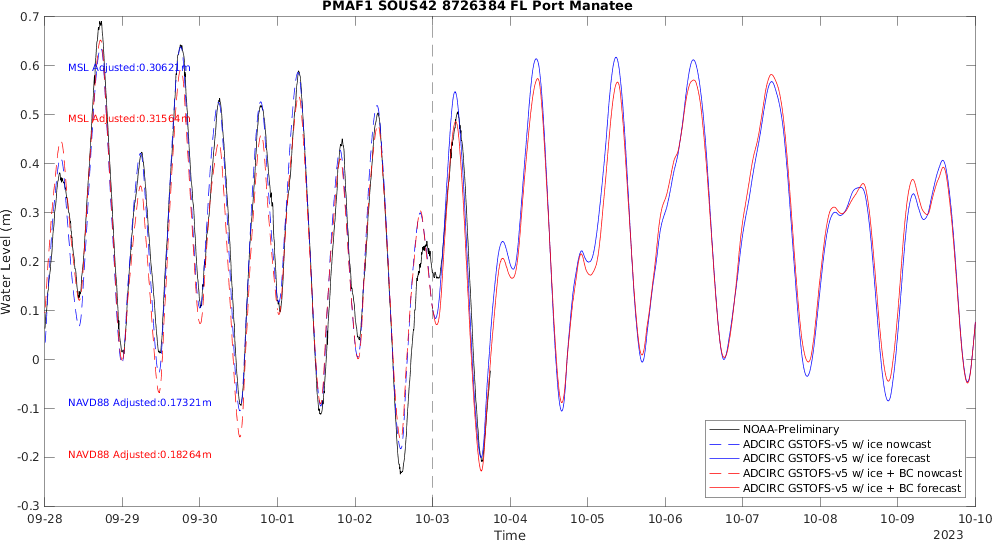 PMAF1 SOUS42 8726384 FL Port Manatee
0.7
0.6
0.5
0.4
0.3
0.2
0.1
0
-0.1
-0.2
-0.3
Water Level (m)
MSL Adjusted:0.30621m
MSL Adjusted:0.31564m
NAVD88 Adjusted:0.17321m
NAVD88 Adjusted:0.18264m
NOAA-Preliminary
ADCIRC GSTOFS-v5 w/ ice nowcast
ADCIRC GSTOFS-v5 w/ ice forecast
ADCIRC GSTOFS-v5 w/ ice + BC nowcast
ADCIRC GSTOFS-v5 w/ ice + BC forecast
09-28 09-29 09-30 10-01 10-02 10-03 10-04 10-05 10-06 10-07 10-08 10-09 10-10
Time
2023